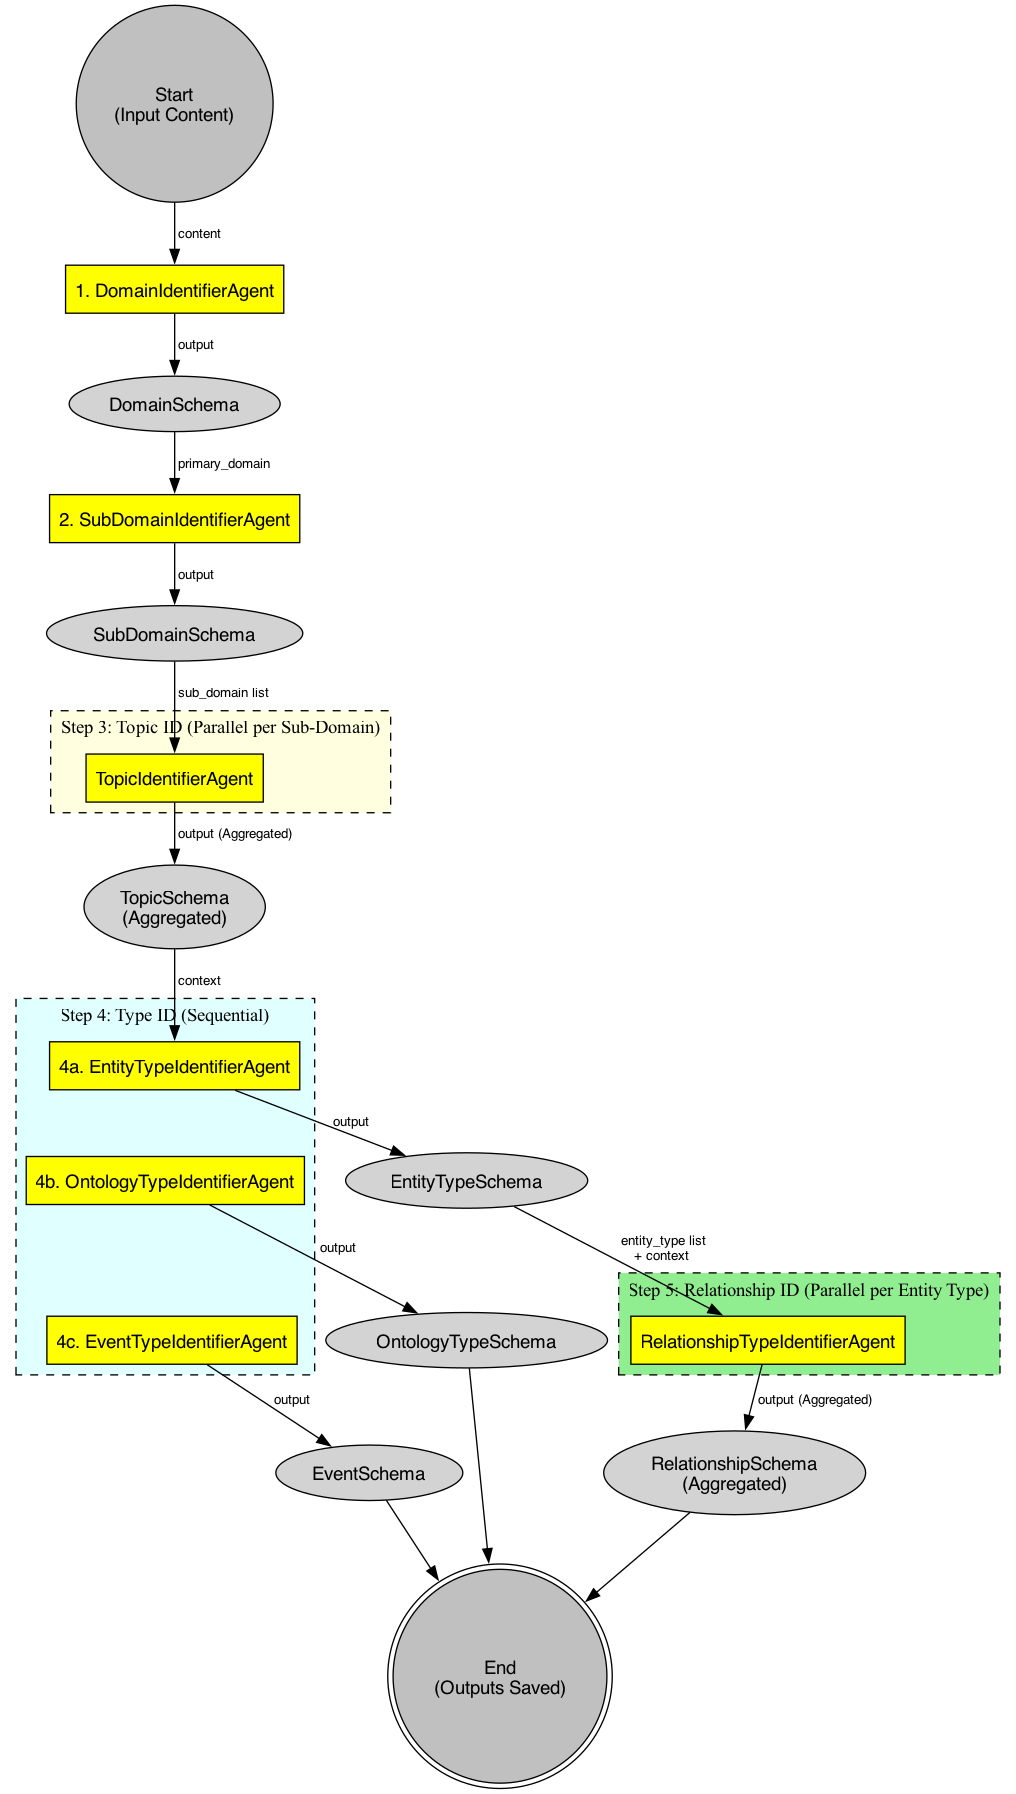 Start
(Input Content)
content
1. DomainIdentifierAgent
output
DomainSchema
primary_domain
2. SubDomainIdentifierAgent
output
SubDomainSchema
sub_domain list
Step 3: Topic ID (Parallel per Sub-Domain)
TopicIdentifierAgent
output (Aggregated)
TopicSchema
(Aggregated)
context
Step 4: Type ID (Sequential)
4a. EntityTypeIdentifierAgent
output
4b. OntologyTypeIdentifierAgent
EntityTypeSchema
output
entity_type list
+ context
Step 5: Relationship ID (Parallel per Entity Type)
4c. EventTypeIdentifierAgent
OntologyTypeSchema
RelationshipTypeIdentifierAgent
output
output (Aggregated)
EventSchema
RelationshipSchema
(Aggregated)
End
(Outputs Saved)